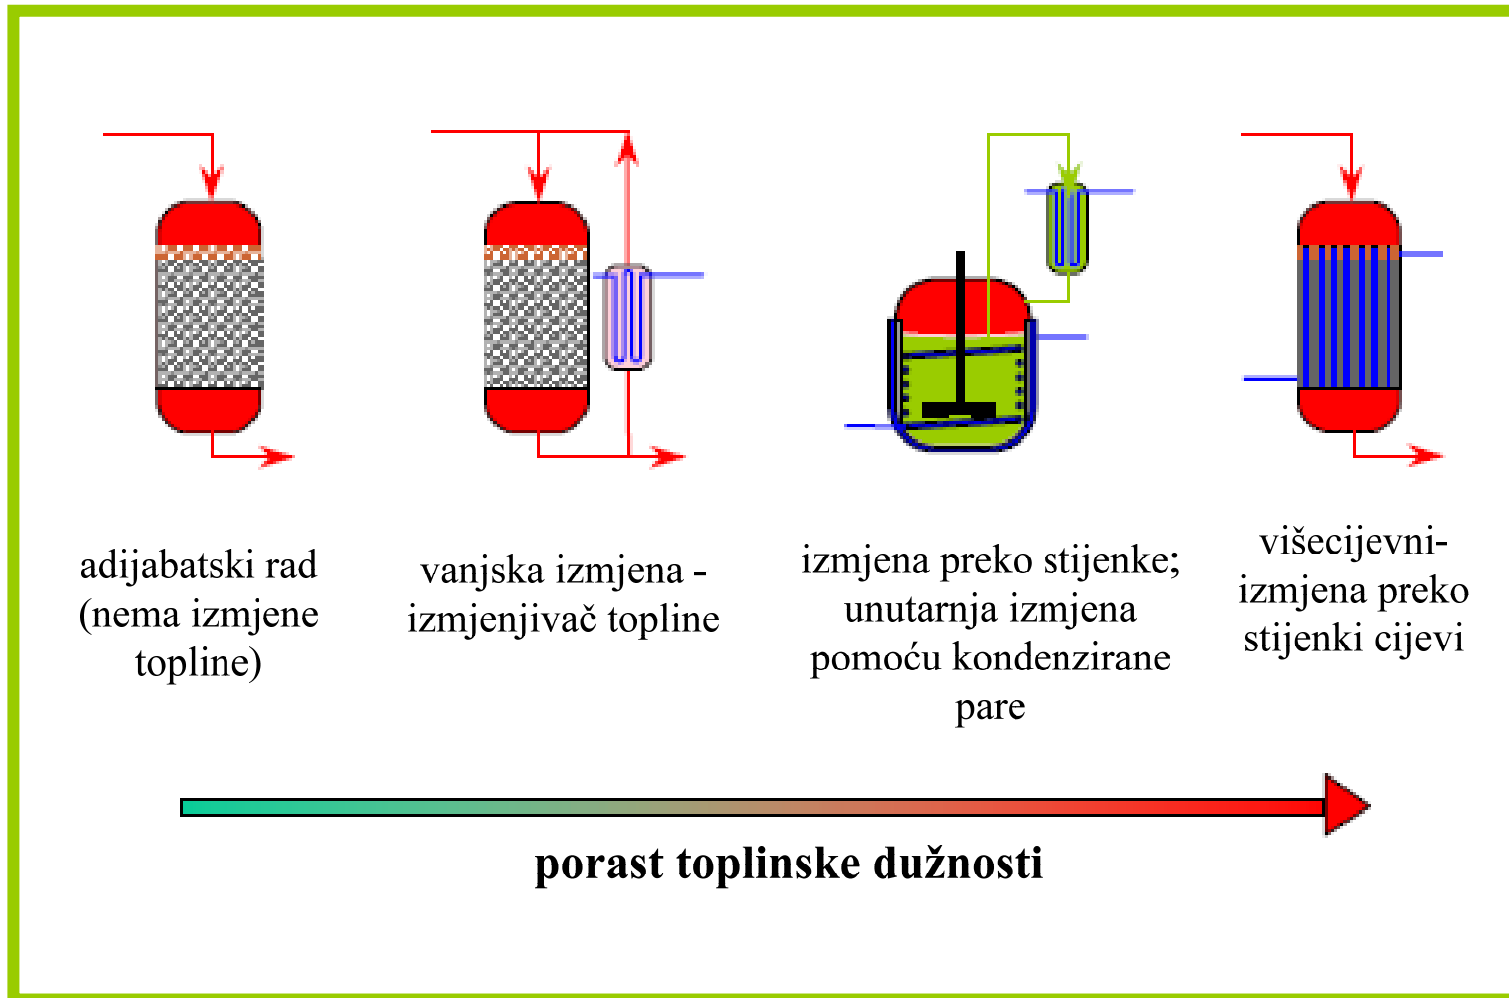 adijabatski rad
(nema izmjene
topline)
vanjska izmjena -
izmjenjivač topline
izmjena preko stijenke;
unutarnja izmjena
pomoću kondenzirane
pare
višecijevni-
izmjena preko
stijenki cijevi
porast toplinske dužnosti